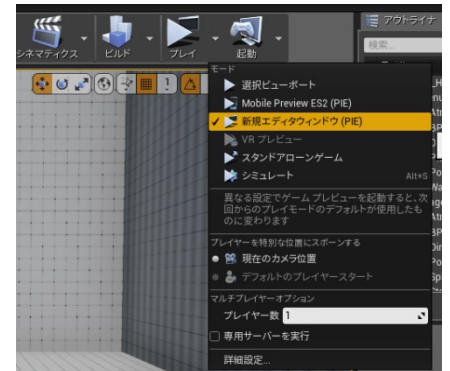 シネマティクス
ビルド
プレイ
起動
アウトライナ
検索...
モード
選択ビューポート
Mobile Preview ES2 (PIE)
新規エディタウィンドウ (PIE)
VR プレビュー
スタンドアローンゲーム
シミュレート Alt+S
異なる設定でゲーム プレビューを起動すると、次
回からのプレイモードのデフォルトが使用したも
のに変わります
プレイヤーを特別な位置にスポーンする
現在のカメラ位置
デフォルトのプレイヤースタート
マルチプレイヤーオプション
プレイヤー数 1
専用サーバーを実行
詳細設定...